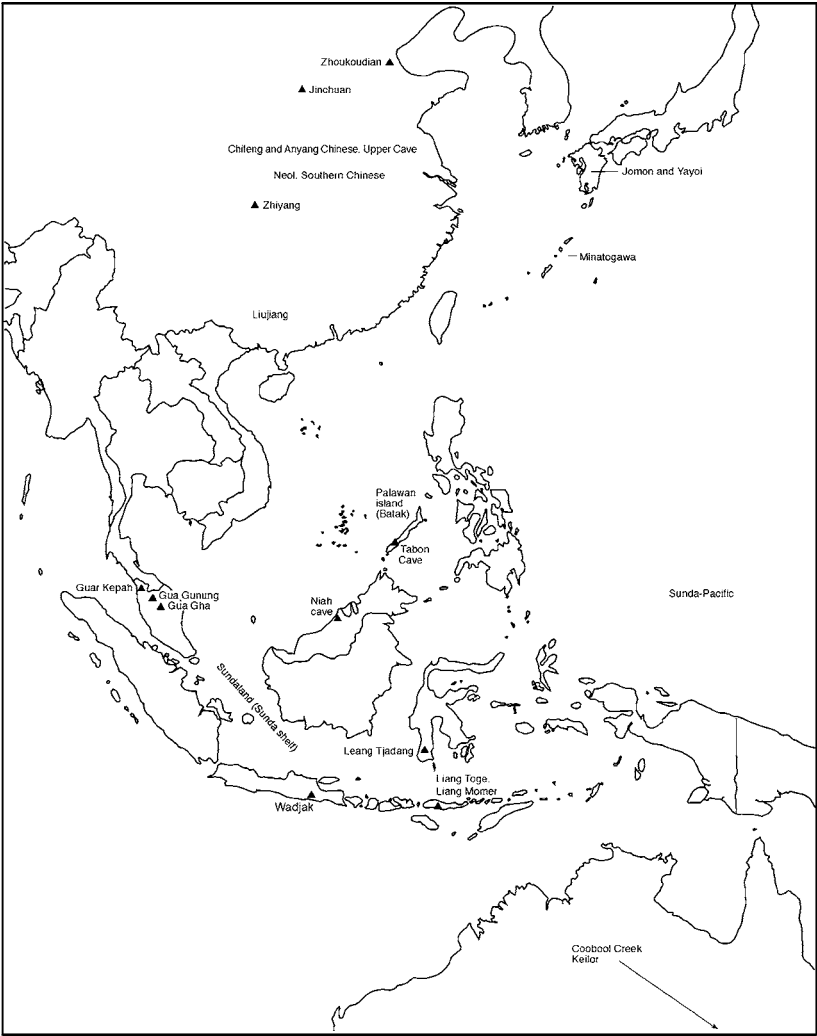 Zhoukoudian
Jinchuan
Chifeng and Anyang Chinese. Upper Cave
Neol. Southern Chinese
Jomon and Yayoi
Zhiyang
Minatogawa
Liujiang
Palawan
island
(Batak)
Tabon
Cave
Guar Kepah
Gua Gunung
Gua Gha
Niah
cave
Sunda-Pacific
Sundaland (Sunda shelf)
Leang Tjadang
Liang Toge.
Liang Momer
Wadjak
Coobool Creek
Keilor